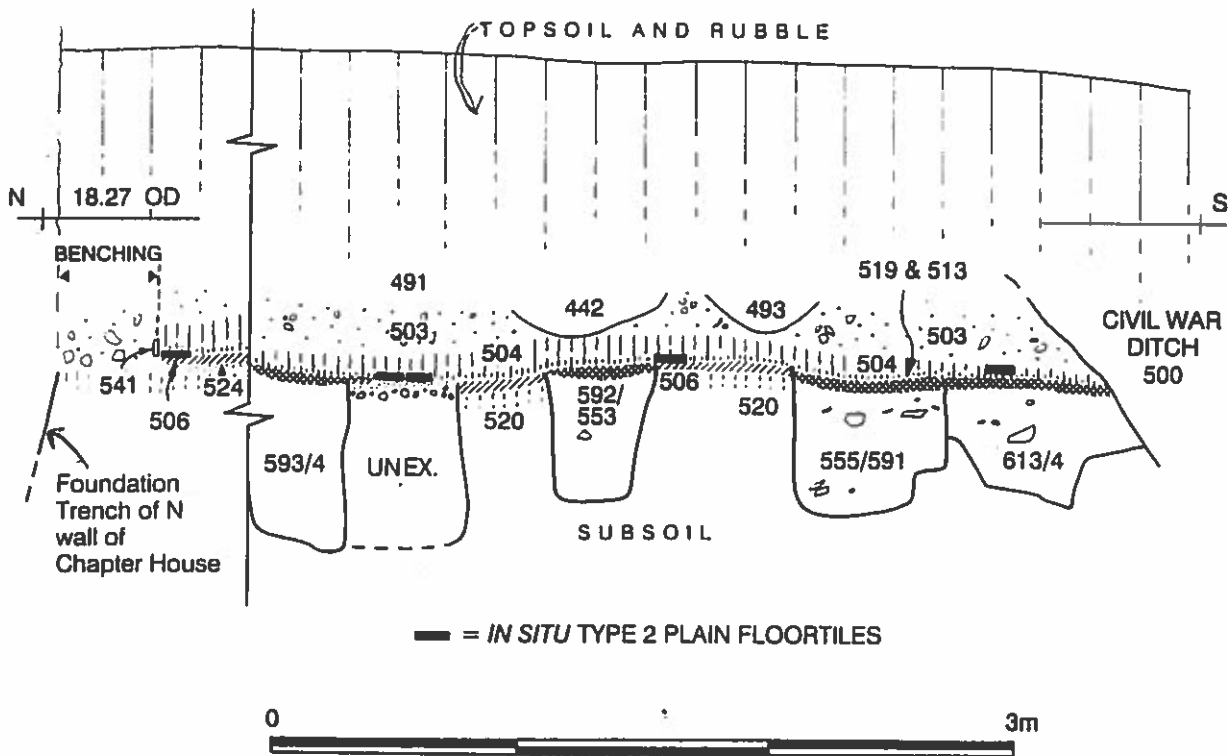 TOPSOIL AND RUBBLE
N
18.27 OD
S
BENCHING
491
519 & 513
442
493
503
503
CIVIL WAR
DITCH
500
504
504
541
524
506
592/
553
506
520
520
593/4
UNEX.
555/591
613/4
Foundation
Trench of N
wall of
Chapter House
SUBSOIL
= IN SITU TYPE 2 PLAIN FLOORTILES
0
3m